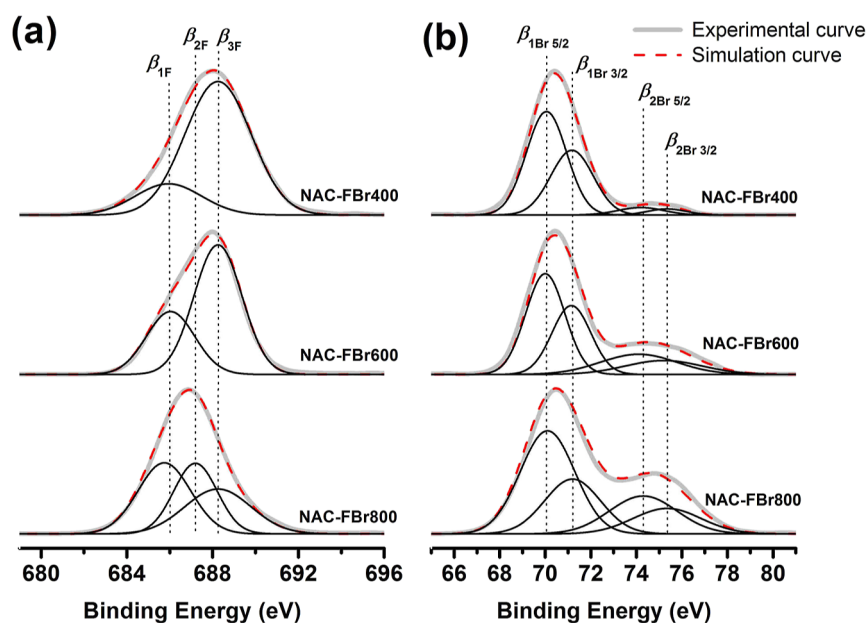 (a)
β1F
β2F
β3F
NAC-FBr400
NAC-FBr600
NAC-FBr800
680 684 688 692 696
Binding Energy (eV)
(b)
Experimental curve
Simulation curve
β1Br 5/2
β1Br 3/2
β2Br 5/2
β2Br 3/2
NAC-FBr400
NAC-FBr600
NAC-FBr800
66 68 70 72 74 76 78 80
Binding Energy (eV)